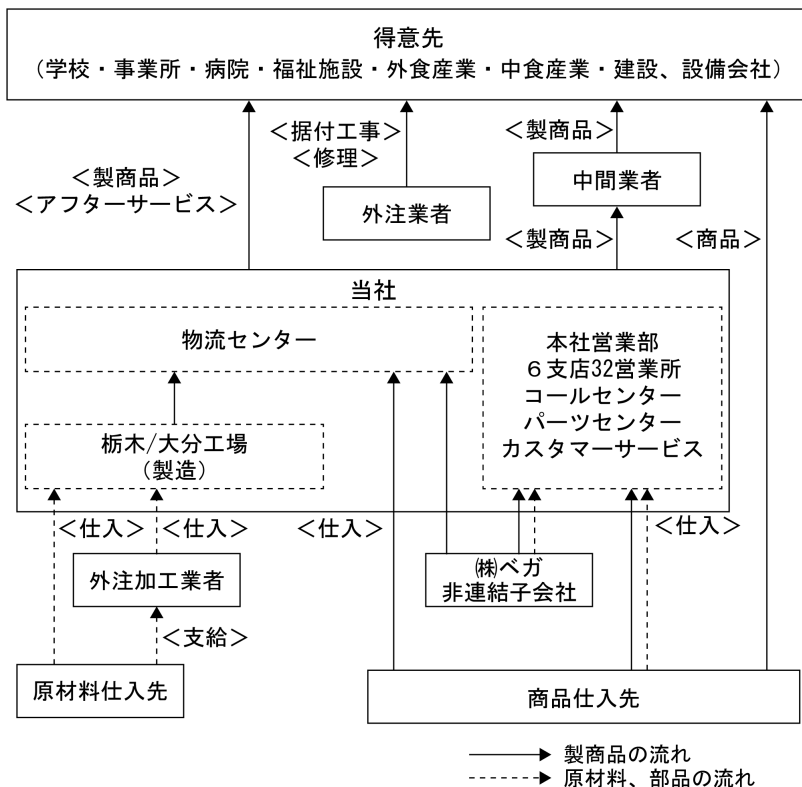 得意先
（学校・事業所・病院・福祉施設・外食産業・中食産業・建設、設備会社）
＜据付工事＞
＜修理＞
＜製商品＞
＜製商品＞
＜アフターサービス＞
外注業者
中間業者
＜製商品＞
＜商品＞
当社
物流センター
本社営業部
６支店32営業所
コールセンター
パーツセンター
カスタマーサービス
栃木/大分工場
（製造）
＜仕入＞
＜仕入＞
＜仕入＞
＜仕入＞
外注加工業者
㈱ベガ
非連結子会社
＜支給＞
原材料仕入先
商品仕入先
製商品の流れ
原材料、部品の流れ